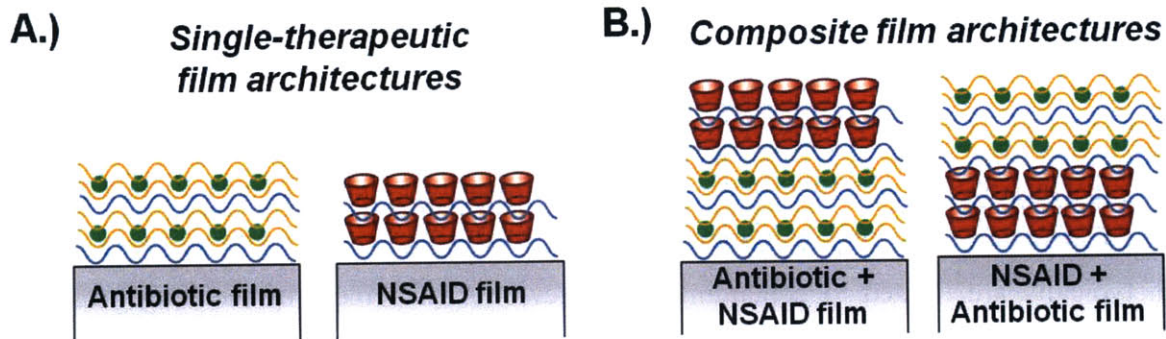 A.)
Single-therapeutic
film architectures
Antibiotic film
NSAID film
B.)
Composite film architectures
Antibiotic +
NSAID film
NSAID +
Antibiotic film